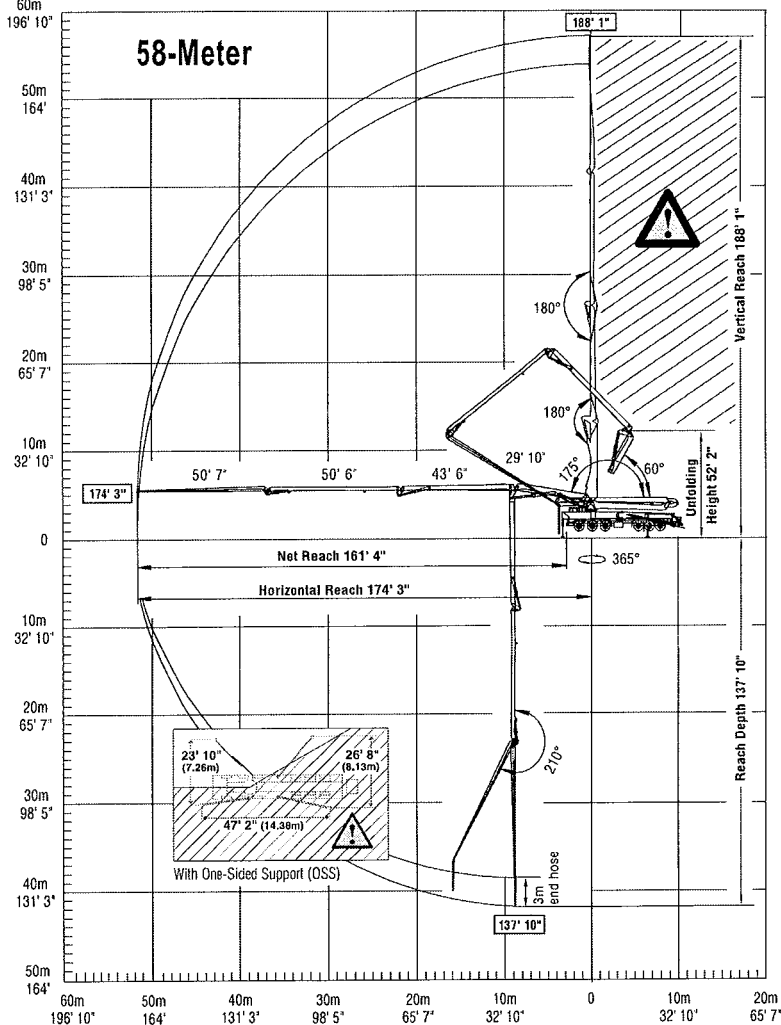 60m
196' 10"
188' 1"
58-Meter
50m
164'
40m
131' 3"
30m
98' 5"
180°
Vertical Reach 188' 1"
20m
65' 7"
180°
10m
32' 10"
29' 10"
175°
60°
Unfolding
Height 52' 2"
50' 7"
50' 6"
43' 6"
174' 3"
0
Net Reach 161' 4"
365°
Horizontal Reach 174' 3"
10m
32' 10"
20m
65' 7"
210°
Reach Depth 137' 10"
23' 10"
(7.26m)
26' 8"
(8.13m)
30m
98' 5"
47' 2" (14.38m)
With One-Sided Support (OSS)
40m
131' 3"
3m
end hose
137' 10"
50m
164'
60m
196' 10"
50m
164'
40m
131' 3"
30m
98' 5"
20m
65' 7"
10m
32' 10"
0
10m
32' 10"
20m
65' 7"